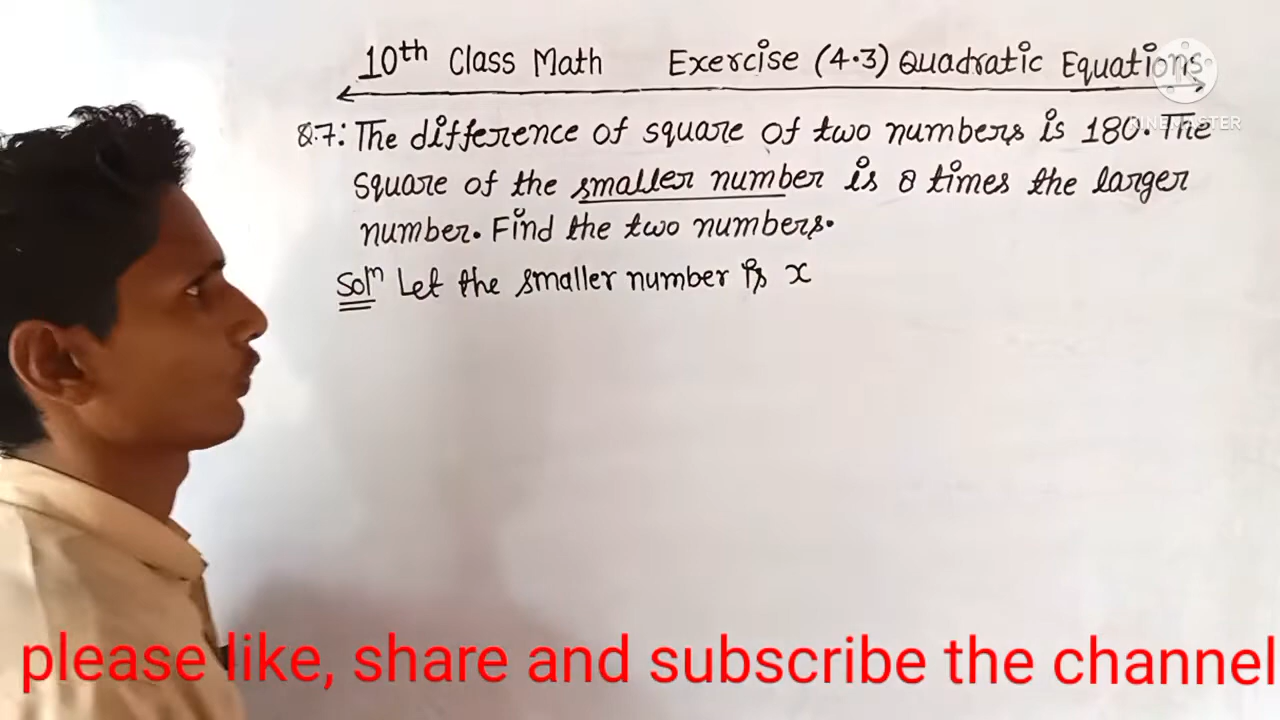 10th Class Math Exercise (4.3) Quadratic Equations
Q.7: The difference of square of two numbers is 180. The
square of the smaller number is 8 times the larger
number. Find the two numbers.
Solⁿ Let the smaller number is x
KINEMASTER
please like, share and subscribe the channel